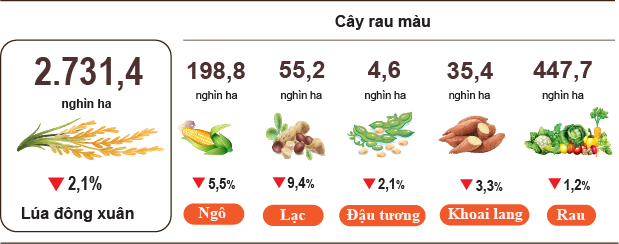 Cây rau màu
2.731,4
nghìn ha
2,1%
Lúa đông xuân
198,8
nghìn ha
5,5%
Ngô
55,2
nghìn ha
9,4%
Lạc
4,6
nghìn ha
2,1%
Đậu tương
35,4
nghìn ha
3,3%
Khoai lang
447,7
nghìn ha
1,2%
Rau